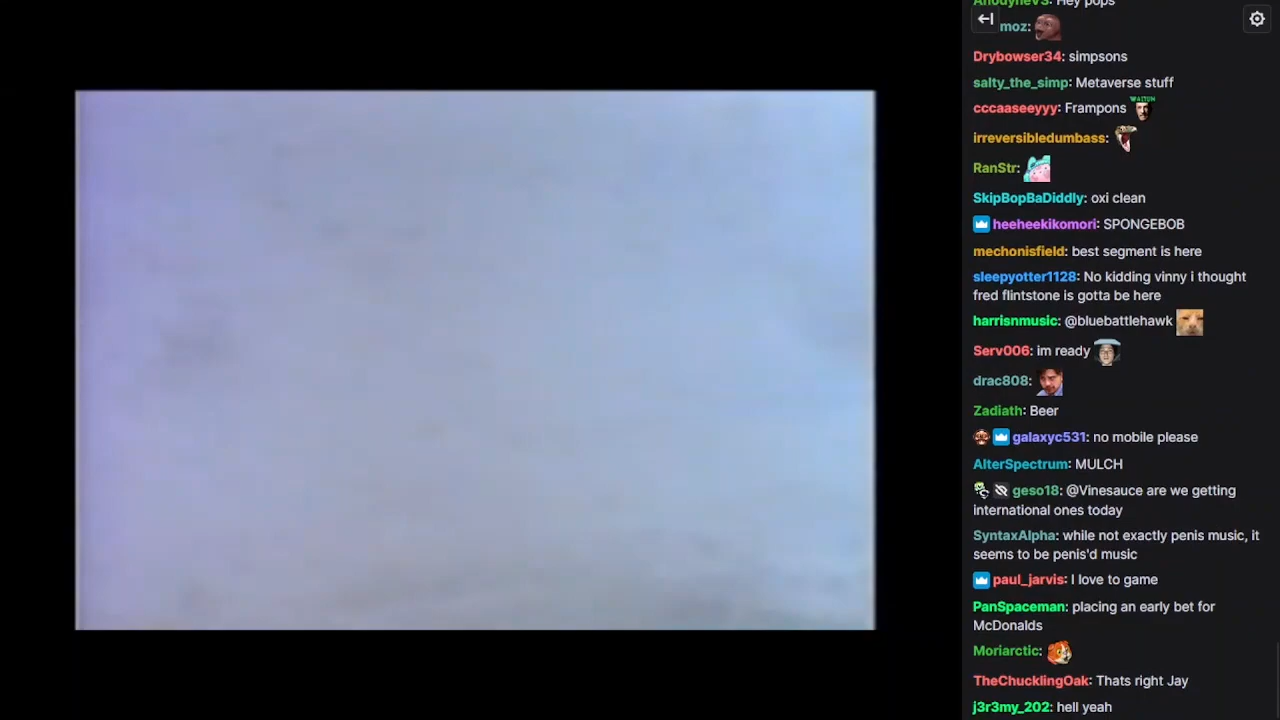 AnodyneVS: Hey pops
moz:
Drybowser34: simpsons
salty_the_simp: Metaverse stuff
cccaaseeyyy: Frampons
irreversibledumbass:
RanStr:
SkipBopBaDiddly: oxi clean
heeheekikomori: SPONGEBOB
mechonisfield: best segment is here
sleepyotter1128: No kidding vinny i thought
fred flintstone is gotta be here
harrisnmusic: @bluebattlehawk
Serv006: im ready
drac808:
Zadiath: Beer
galaxyc531: no mobile please
AlterSpectrum: MULCH
geso18: @Vinesauce are we getting
international ones today
SyntaxAlpha: while not exactly penis music, it
seems to be penis'd music
paul_jarvis: I love to game
PanSpaceman: placing an early bet for
McDonalds
Moriarctic:
TheChucklingOak: Thats right Jay
j3r3my_202: hell yeah